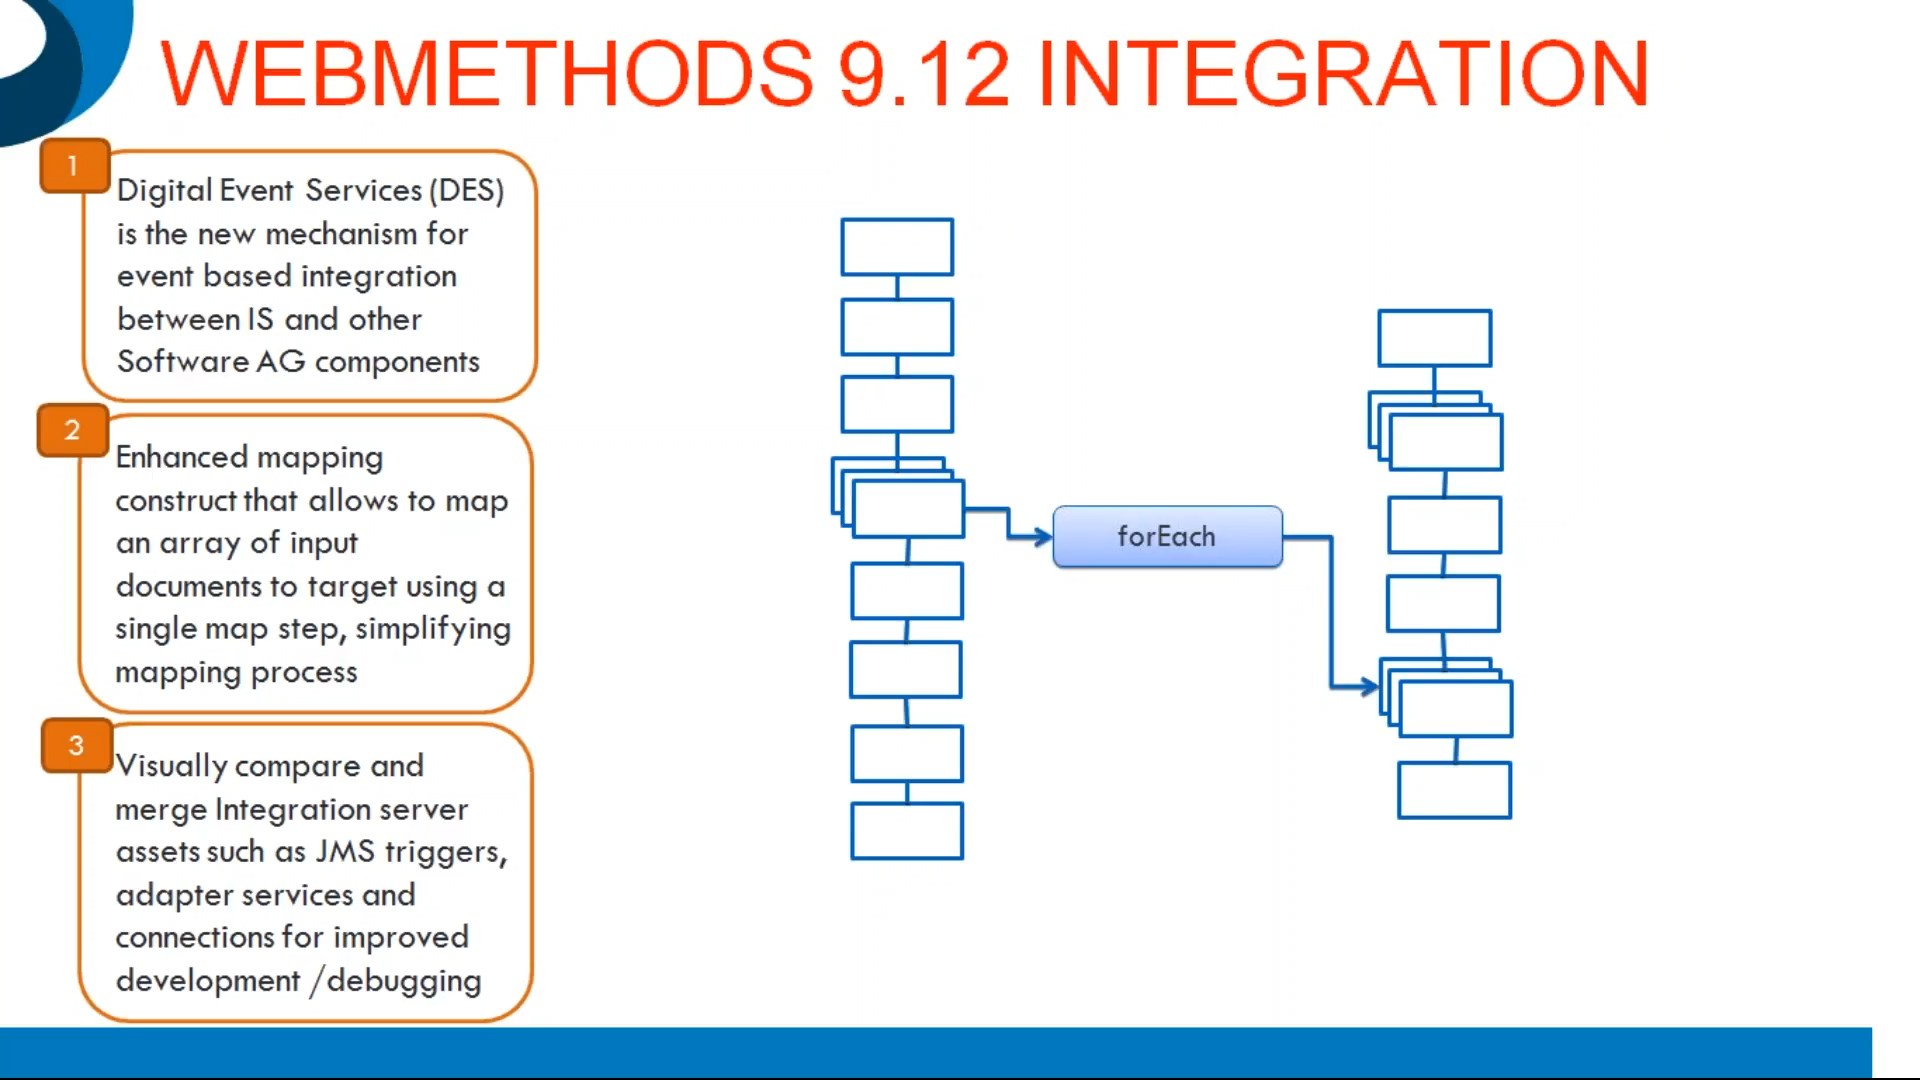 WEBMETHODS 9.12 INTEGRATION
1
Digital Event Services (DES)
is the new mechanism for
event based integration
between IS and other
Software AG components
2
Enhanced mapping
construct that allows to map
an array of input
documents to target using a
single map step, simplifying
mapping process
3
Visually compare and
merge Integration server
assets such as JMS triggers,
adapter services and
connections for improved
development /debugging
forEach